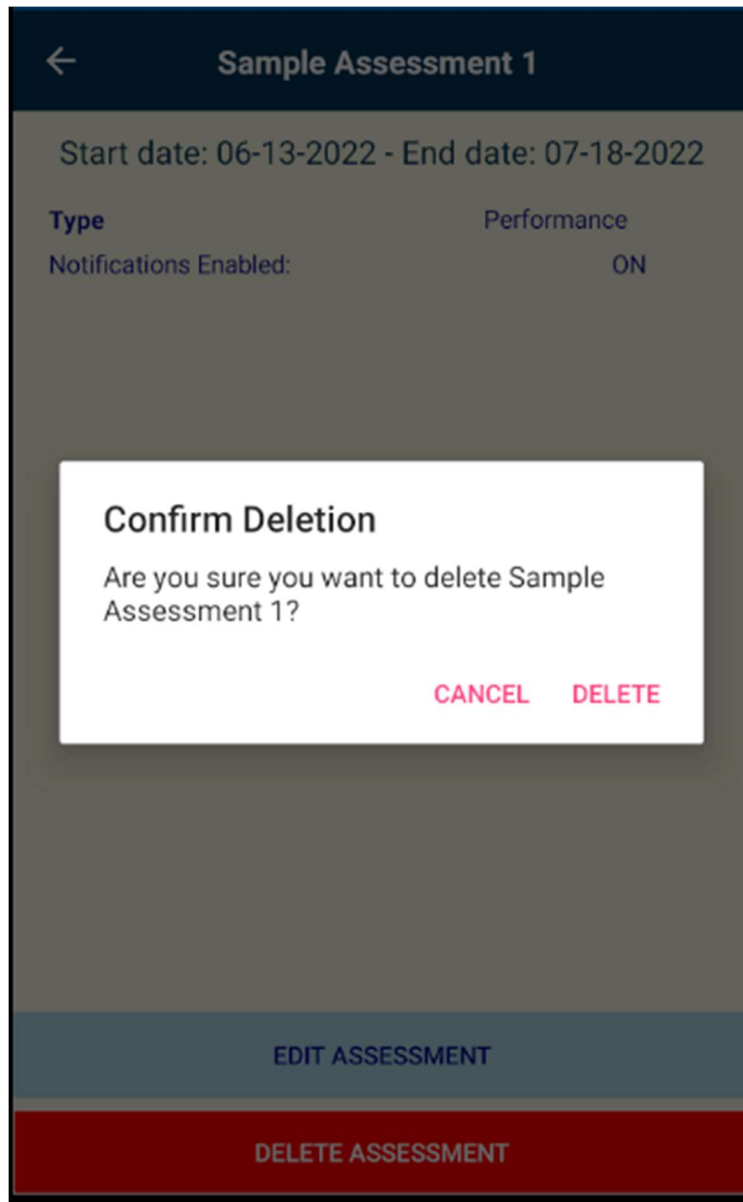 Sample Assessment 1
Start date: 06-13-2022 - End date: 07-18-2022
Type Performance
Notifications Enabled: ON
Confirm Deletion
Are you sure you want to delete Sample
Assessment 1?
CANCEL DELETE
EDIT ASSESSMENT
DELETE ASSESSMENT